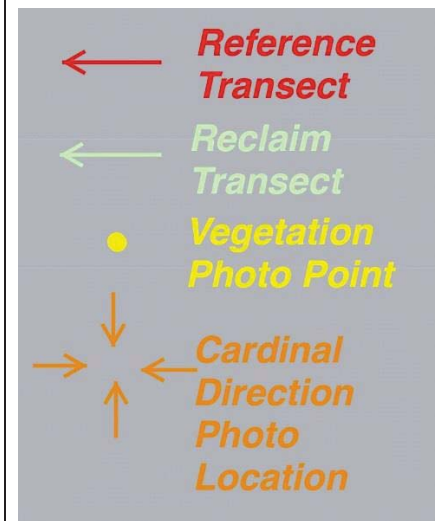 Reference
Transect
Reclaim
Transect
Vegetation
Photo Point
Cardinal
Direction
Photo
Location